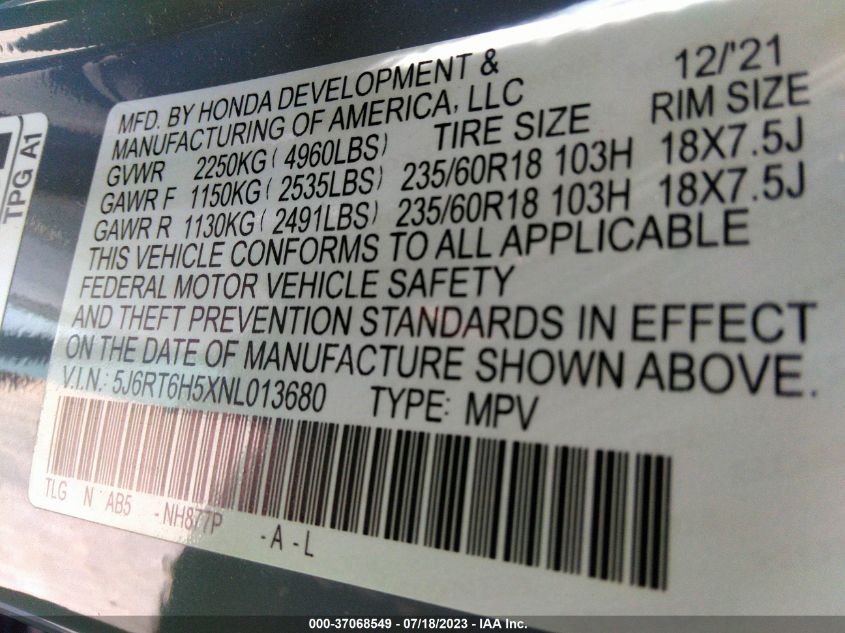 TPG A1
MFD. BY HONDA DEVELOPMENT & 12/'21
MANUFACTURING OF AMERICA, LLC TIRE SIZE RIM SIZE
GVWR 2250KG(4960LBS)
GAWR F 1150KG(2535LBS) 235/60R18 103H 18X7.5J
GAWR R 1130KG(2491LBS) 235/60R18 103H 18X7.5J
THIS VEHICLE CONFORMS TO ALL APPLICABLE
FEDERAL MOTOR VEHICLE SAFETY
AND THEFT PREVENTION STANDARDS IN EFFECT
ON THE DATE OF MANUFACTURE SHOWN ABOVE.
V.I.N.: 5J6RT6H5XNL013680 TYPE: MPV
TLG N AB5 -NH877P -A -L
000-37068549 - 07/18/2023 - IAA Inc.